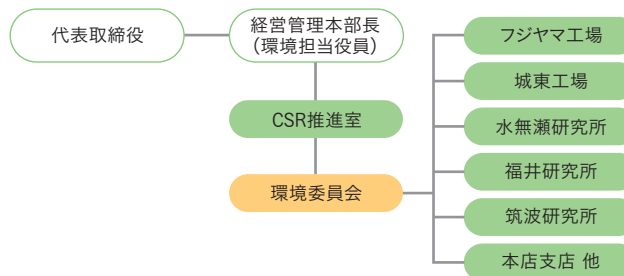 代表取締役
経営管理本部長
（環境担当役員）
CSR推進室
環境委員会
フジヤマ工場
城東工場
水無瀬研究所
福井研究所
筑波研究所
本店支店 他